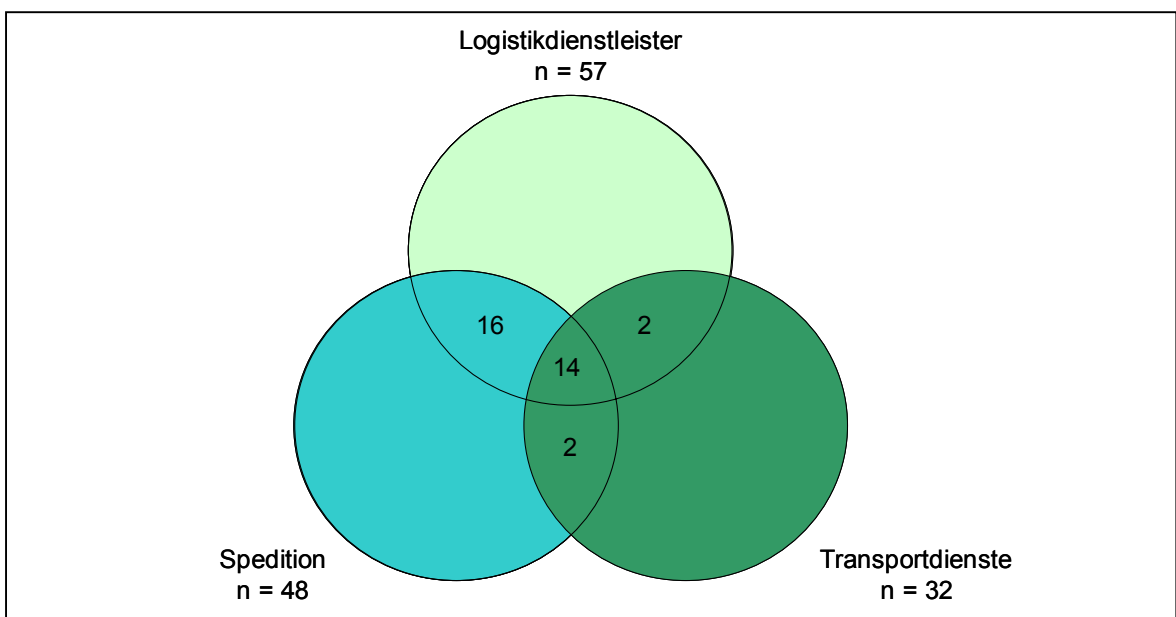 Logistikdienstleister
n = 57
16
2
14
2
Spedition
n = 48
Transportdienste
n = 32